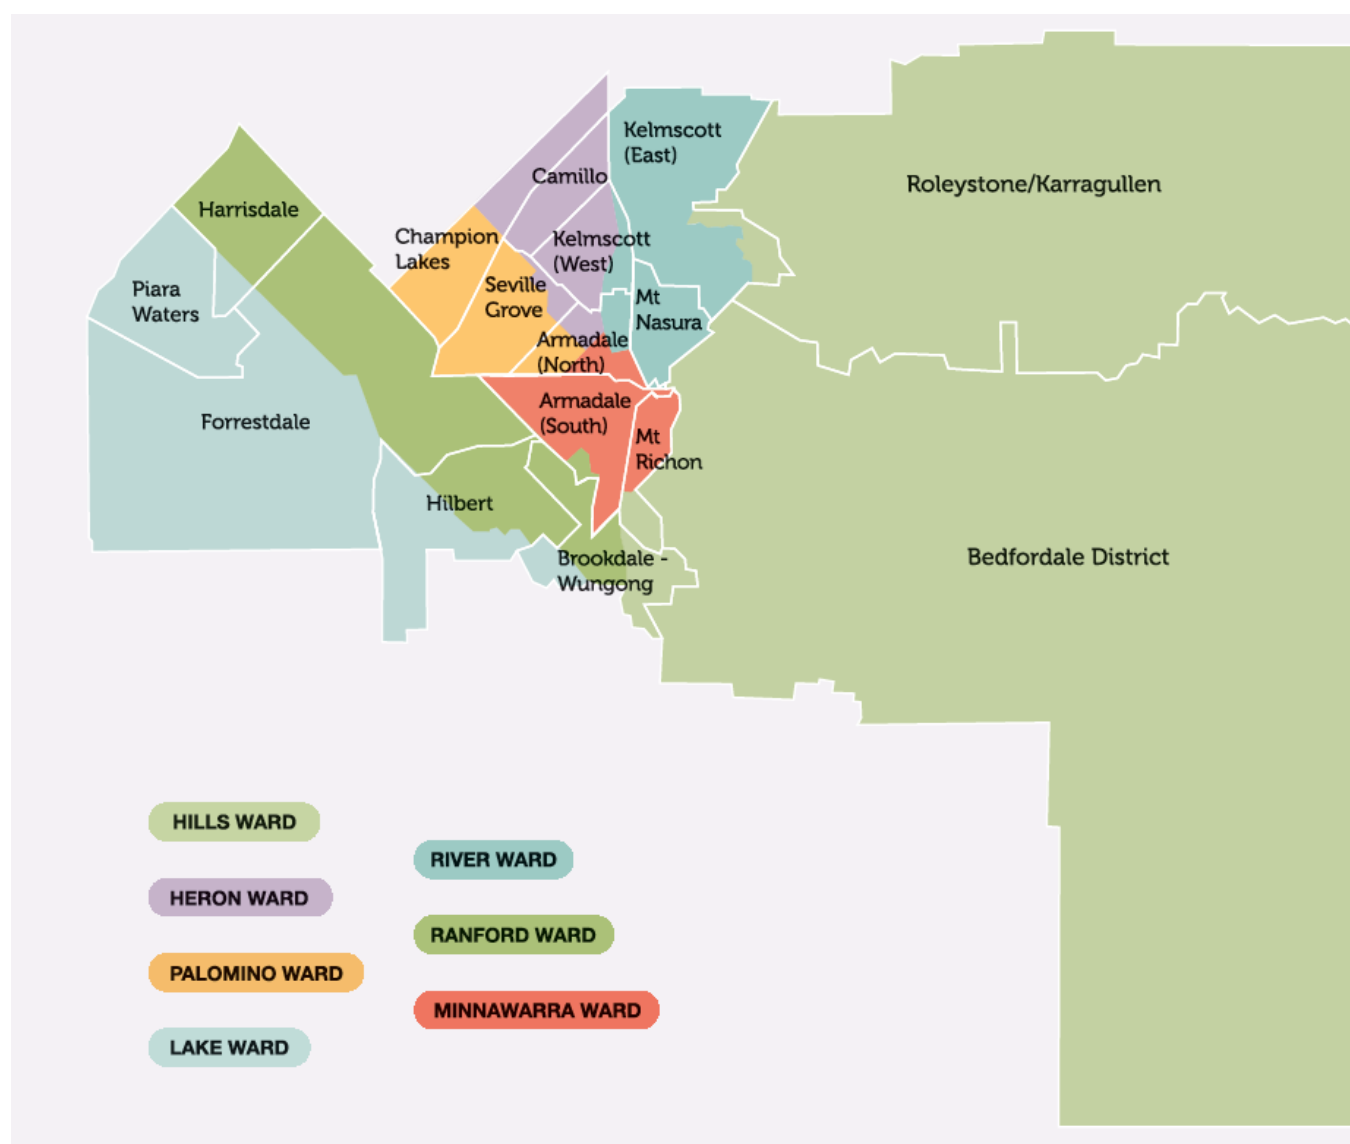 Kelmscott
(East)
Roleystone/Karragullen
Camillo
Harrisdale
Champion
Lakes
Kelmscott
(West)
Piara
Waters
Seville
Grove
Mt
Nasura
Armadale
(North)
Armadale
(South)
Forrestdale
Mt
Richon
Hilbert
Brookdale -
Wungong
Bedfordale District
HILLS WARD
HERON WARD
PALOMINO WARD
LAKE WARD
RIVER WARD
RANFORD WARD
MINNAWARRA WARD